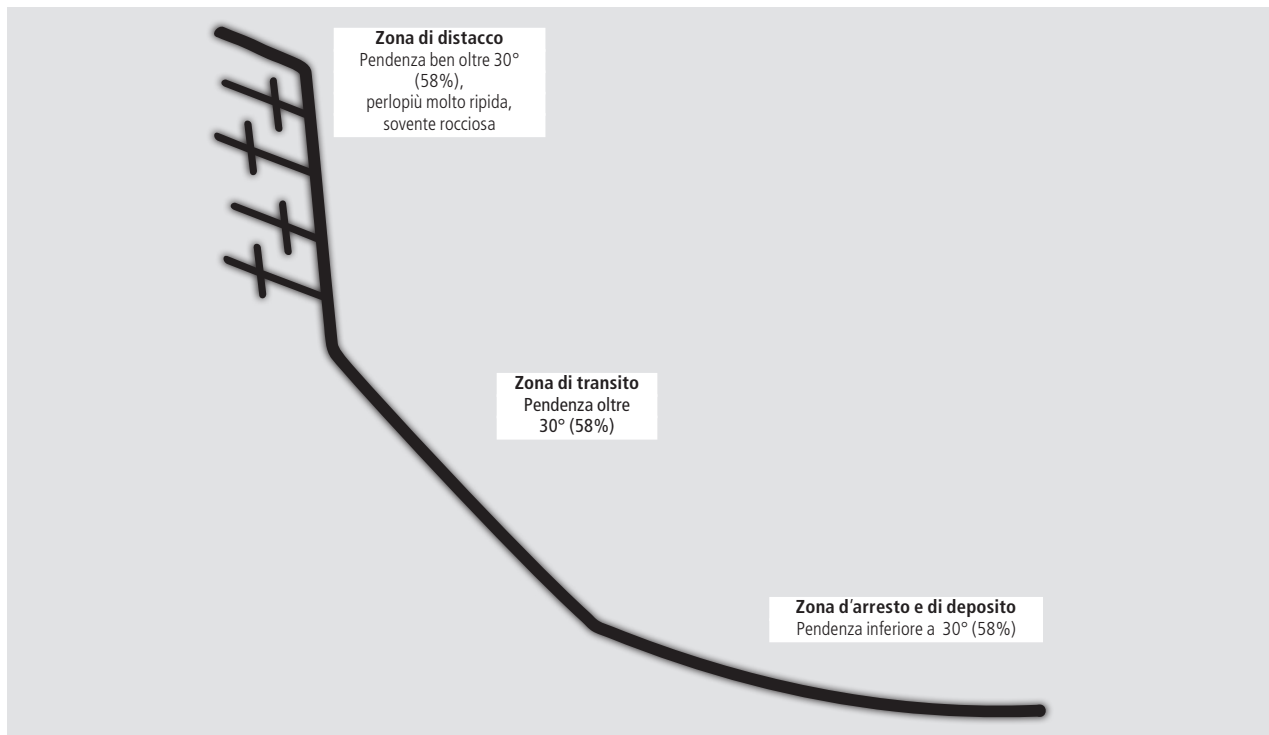 Zona di distacco
Pendenza ben oltre 30°
(58%),
perlopiù molto ripida,
sovente rocciosa
Zona di transito
Pendenza oltre
30° (58%)
Zona d'arresto e di deposito
Pendenza inferiore a 30° (58%)